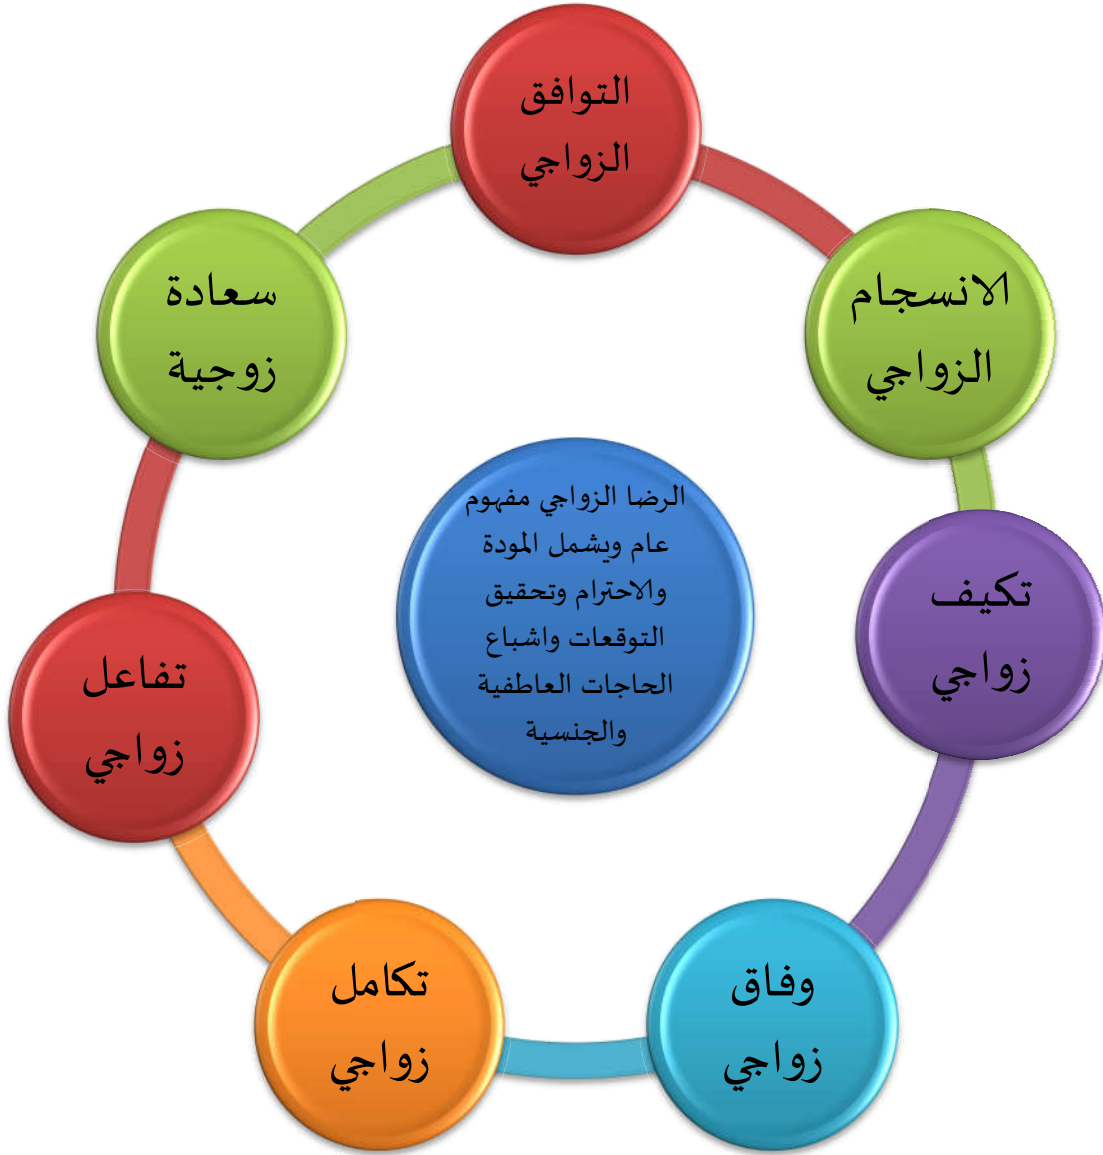 التوافق
الزواجي
الانسجام
الزواجي
تكيف
زواجي
وفاق
زواجي
تكامل
زواجي
تفاعل
زواجي
سعادة
زوجية
الرضا الزواجي مفهوم
عام ويشمل المودة
والاحترام وتحقيق
التوقعات واشباع
الحاجات العاطفية
والجنسية